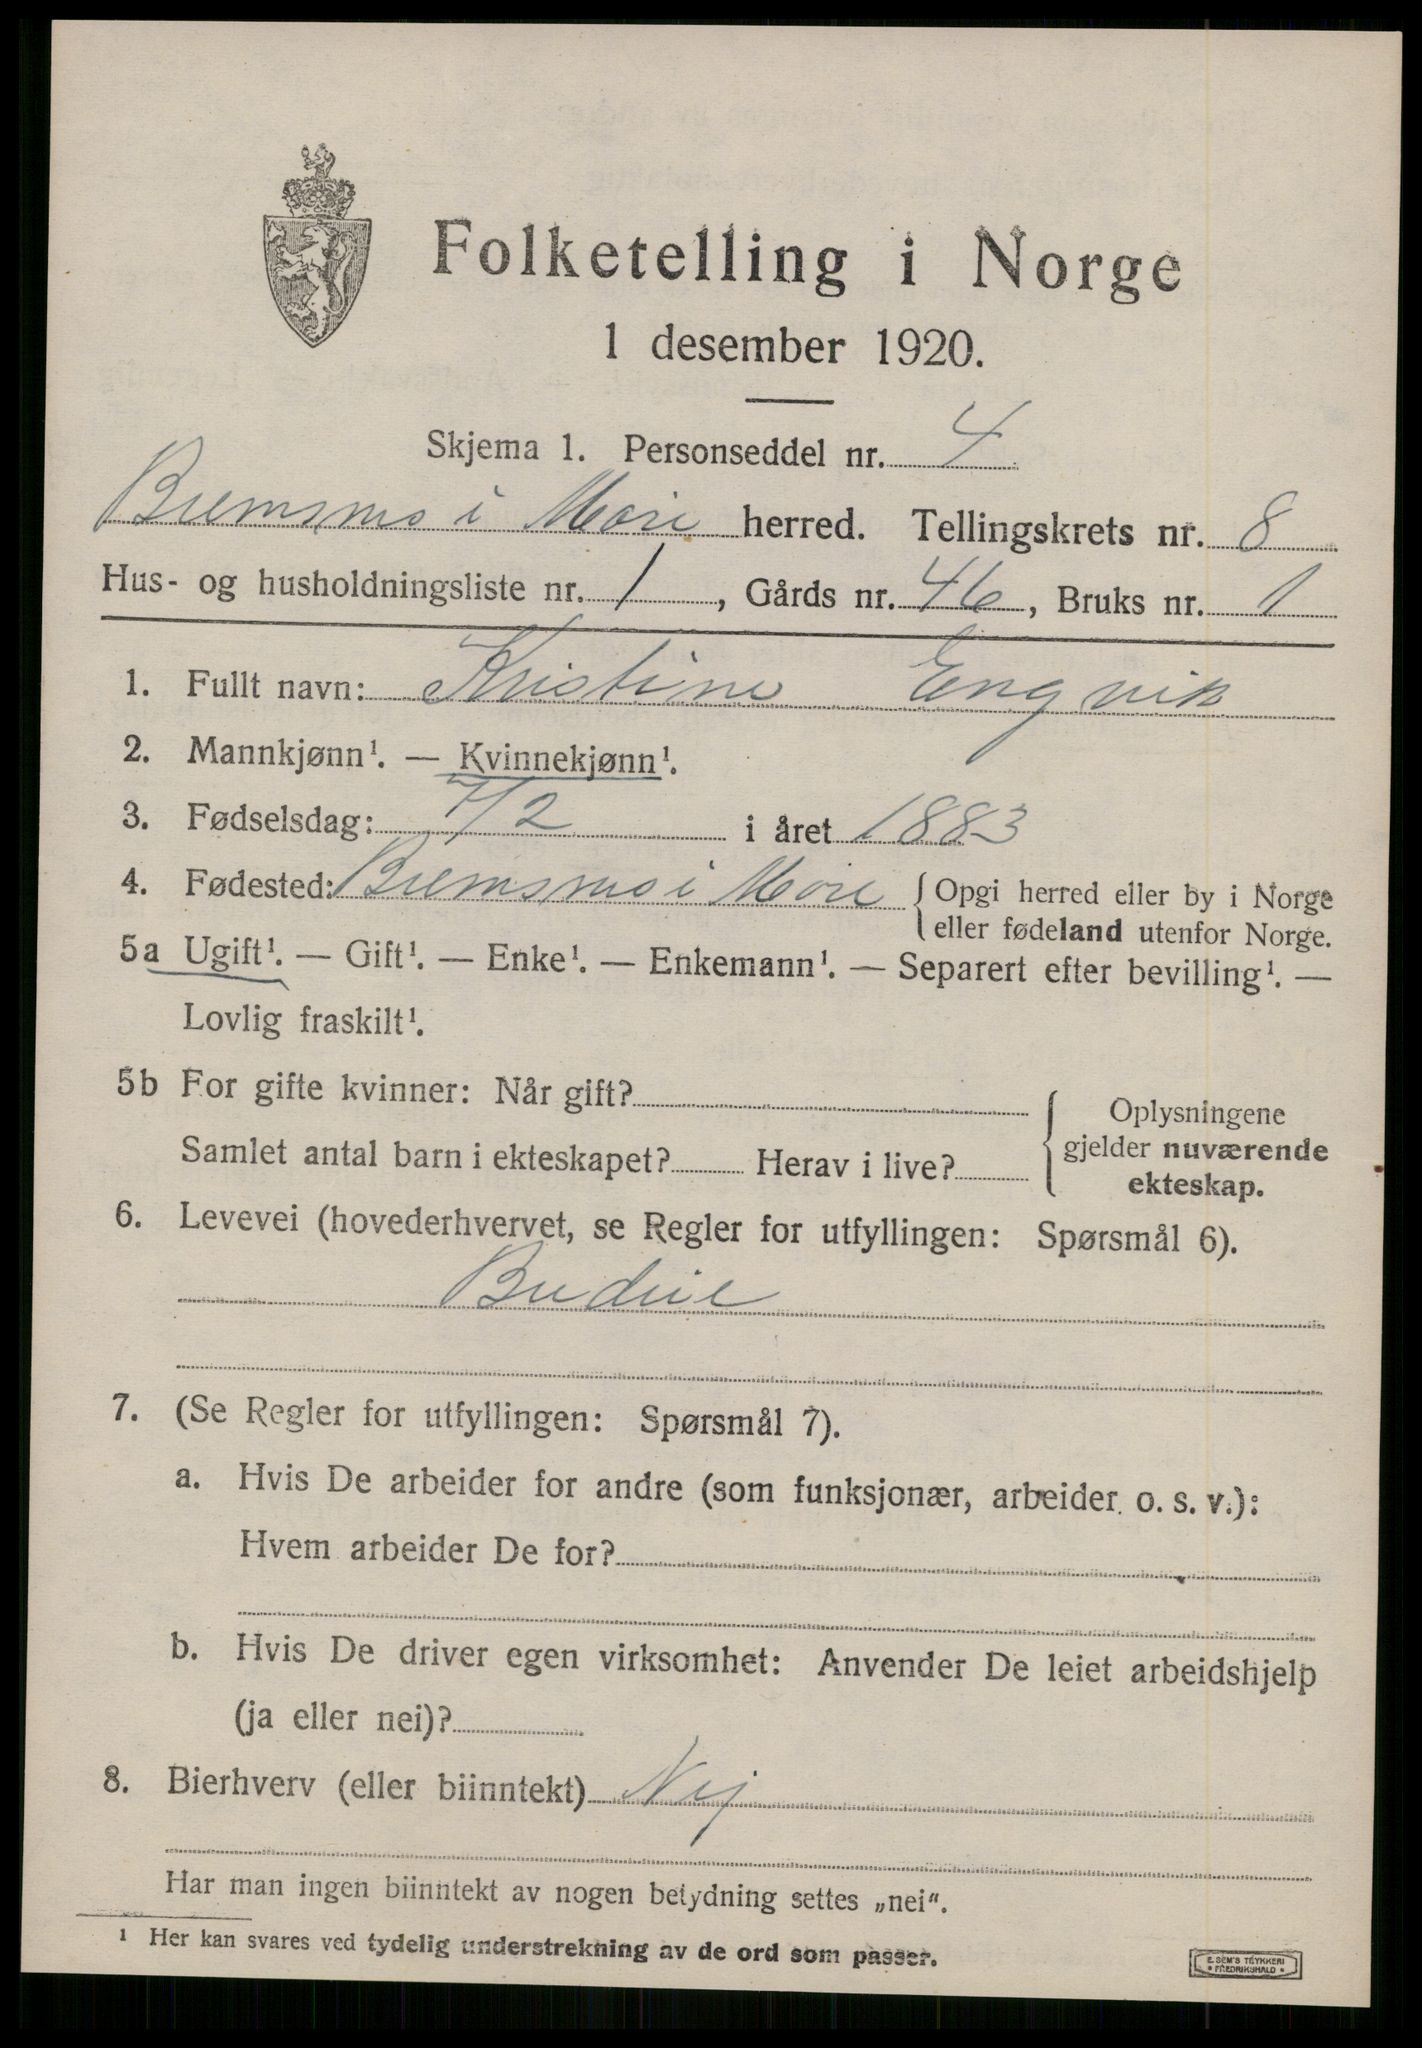 Folketelling i Norge
1 desember 1920.
Skjema 1. Personseddel nr. 4
Bremsnes i Møre herred. Tellingskrets nr. 8
Hus- og husholdningsliste nr. 1, Gårds nr. 46, Bruks nr. 1
1. Fullt navn: Kristine Engvik
2. Mannkjønn¹. — Kvinnekjønn¹.
3. Fødselsdag: 7/2 i året 1883
4. Fødested: Bremsnes i Møre { Opgi herred eller by i Norge
eller fødeland utenfor Norge.
5a Ugift¹. — Gift¹. — Enke¹. — Enkemann¹. — Separert efter bevilling¹. —
Lovlig fraskilt¹.
5b For gifte kvinner: Når gift?
Samlet antal barn i ekteskapet? Herav i live?
Oplysningene
gjelder nuværende
ekteskap.
6. Levevei (hovederhvervet, se Regler for utfyllingen: Spørsmål 6).
Budeie
7. (Se Regler for utfyllingen: Spørsmål 7).
a. Hvis De arbeider for andre (som funksjonær, arbeider o. s. v.):
Hvem arbeider De for?
b. Hvis De driver egen virksomhet: Anvender De leiet arbeidshjelp
(ja eller nei)?
8. Bierhverv (eller biinntekt) Nej
Har man ingen biinntekt av nogen betydning settes „nei“.
¹ Her kan svares ved tydelig understrekning av de ord som passer.
E. SEM'S TRYKKERI
• FREDRIKSHALD •